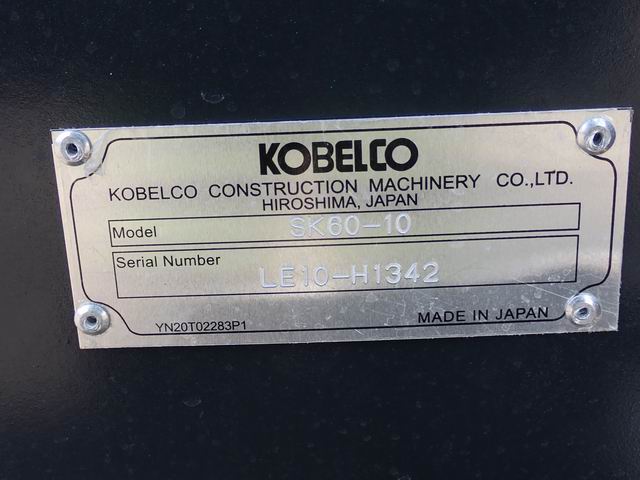 KOBELCO
KOBELCO CONSTRUCTION MACHINERY CO.,LTD.
HIROSHIMA, JAPAN
Model SK60-10
Serial Number LE10-H1342
YN20T02283P1 MADE IN JAPAN